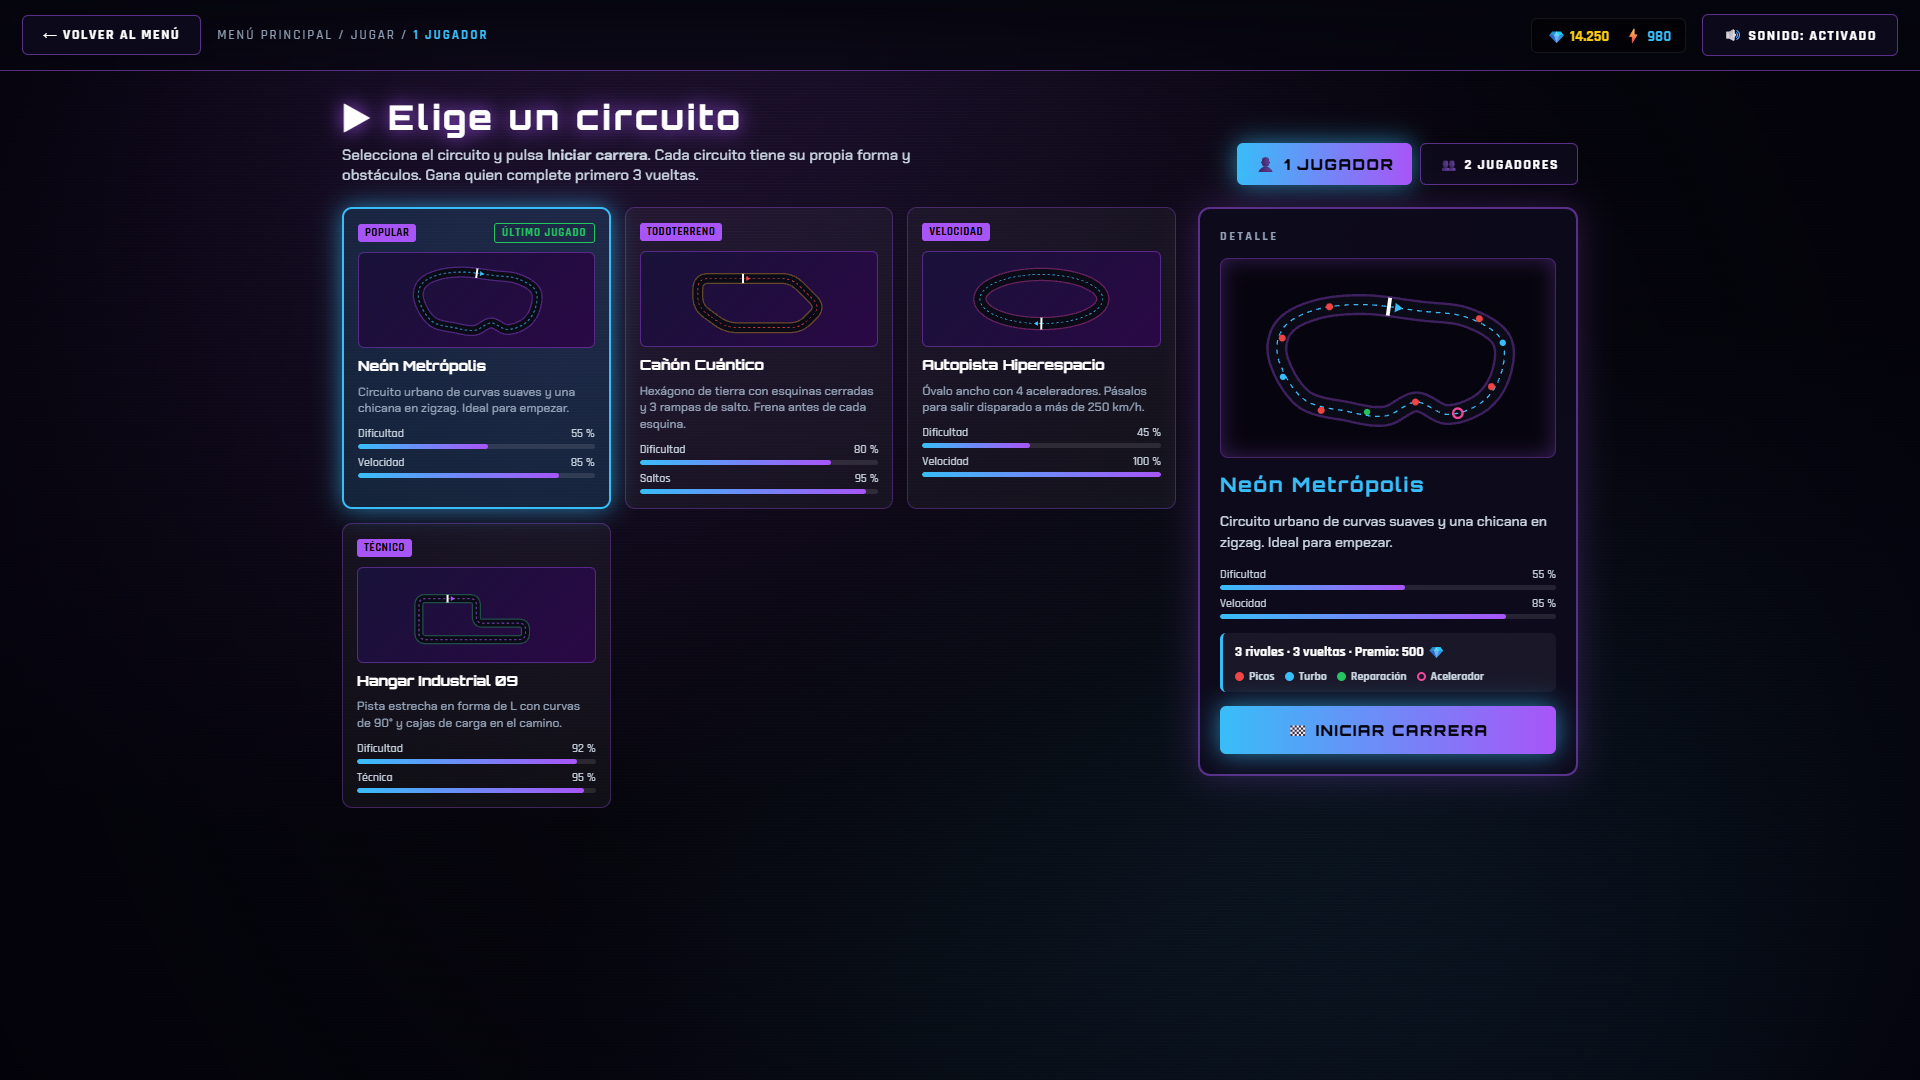 ← VOLVER AL MENÚ
MENÚ PRINCIPAL / JUGAR / 1 JUGADOR
14.250
980
SONIDO: ACTIVADO
Elige un circuito
Selecciona el circuito y pulsa Iniciar carrera. Cada circuito tiene su propia forma y
obstáculos. Gana quien complete primero 3 vueltas.
1 JUGADOR
2 JUGADORES
POPULAR
ÚLTIMO JUGADO
Neón Metrópolis
Circuito urbano de curvas suaves y una
chicana en zigzag. Ideal para empezar.
Dificultad 55 %
Velocidad 85 %
TODOTERRENO
Cañón Cuántico
Hexágono de tierra con esquinas cerradas
y 3 rampas de salto. Frena antes de cada
esquina.
Dificultad 80 %
Saltos 95 %
VELOCIDAD
Autopista Hiperespacio
Óvalo ancho con 4 aceleradores. Pásalos
para salir disparado a más de 250 km/h.
Dificultad 45 %
Velocidad 100 %
TÉCNICO
Hangar Industrial 09
Pista estrecha en forma de L con curvas
de 90° y cajas de carga en el camino.
Dificultad 92 %
Técnica 95 %
DETALLE
Neón Metrópolis
Circuito urbano de curvas suaves y una chicana en
zigzag. Ideal para empezar.
Dificultad 55 %
Velocidad 85 %
3 rivales · 3 vueltas · Premio: 500
Picos Turbo Reparación Acelerador
INICIAR CARRERA